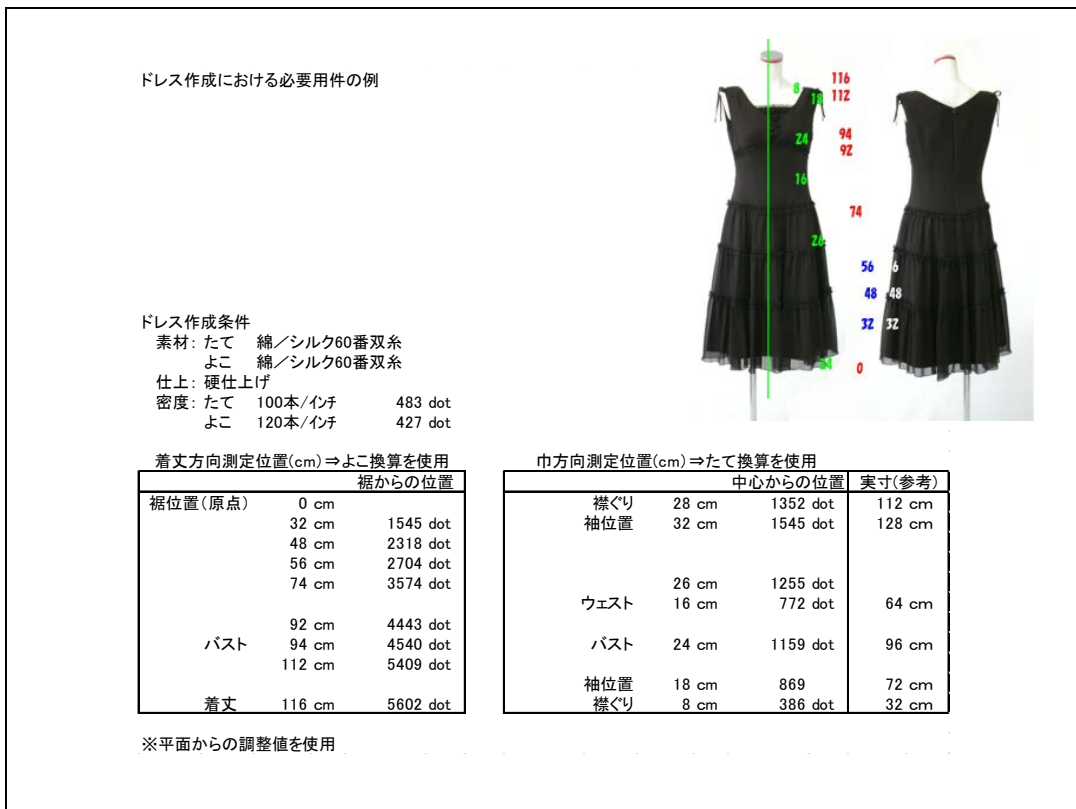 ドレス作成における必要用件の例
8
116
18
112
24
94
92
16
74
26
56 6
48 48
32 32
24 0
ドレス作成条件
素材: たて 綿／シルク60番双糸
よこ 綿／シルク60番双糸
仕上: 硬仕上げ
密度: たて 100本/インチ 483 dot
よこ 120本/インチ 427 dot
着丈方向測定位置(cm)⇒よこ換算を使用
裾からの位置
裾位置(原点) 0 cm
32 cm 1545 dot
48 cm 2318 dot
56 cm 2704 dot
74 cm 3574 dot
92 cm 4443 dot
バスト 94 cm 4540 dot
112 cm 5409 dot
着丈 116 cm 5602 dot
巾方向測定位置(cm)⇒たて換算を使用
中心からの位置 実寸(参考)
襟ぐり 28 cm 1352 dot 112 cm
袖位置 32 cm 1545 dot 128 cm
26 cm 1255 dot
ウェスト 16 cm 772 dot 64 cm
バスト 24 cm 1159 dot 96 cm
袖位置 18 cm 869 72 cm
襟ぐり 8 cm 386 dot 32 cm
※平面からの調整値を使用